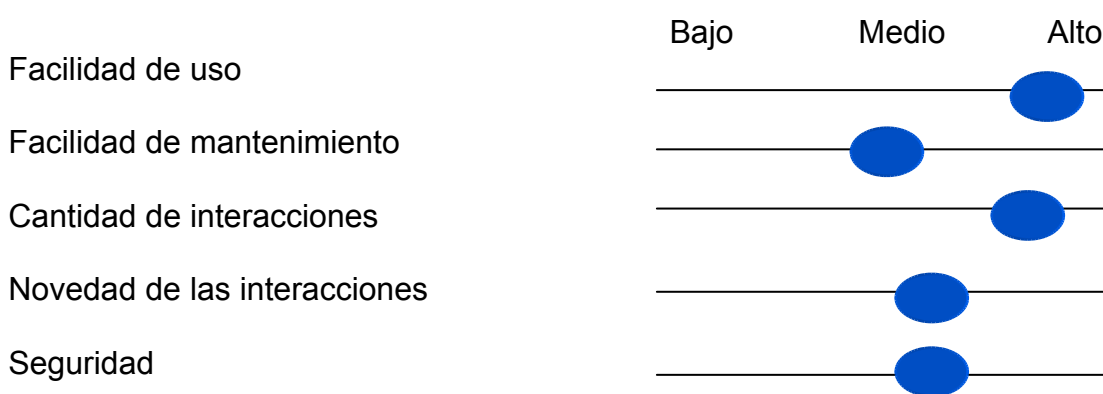 Bajo Medio Alto
Facilidad de uso
Facilidad de mantenimiento
Cantidad de interacciones
Novedad de las interacciones
Seguridad